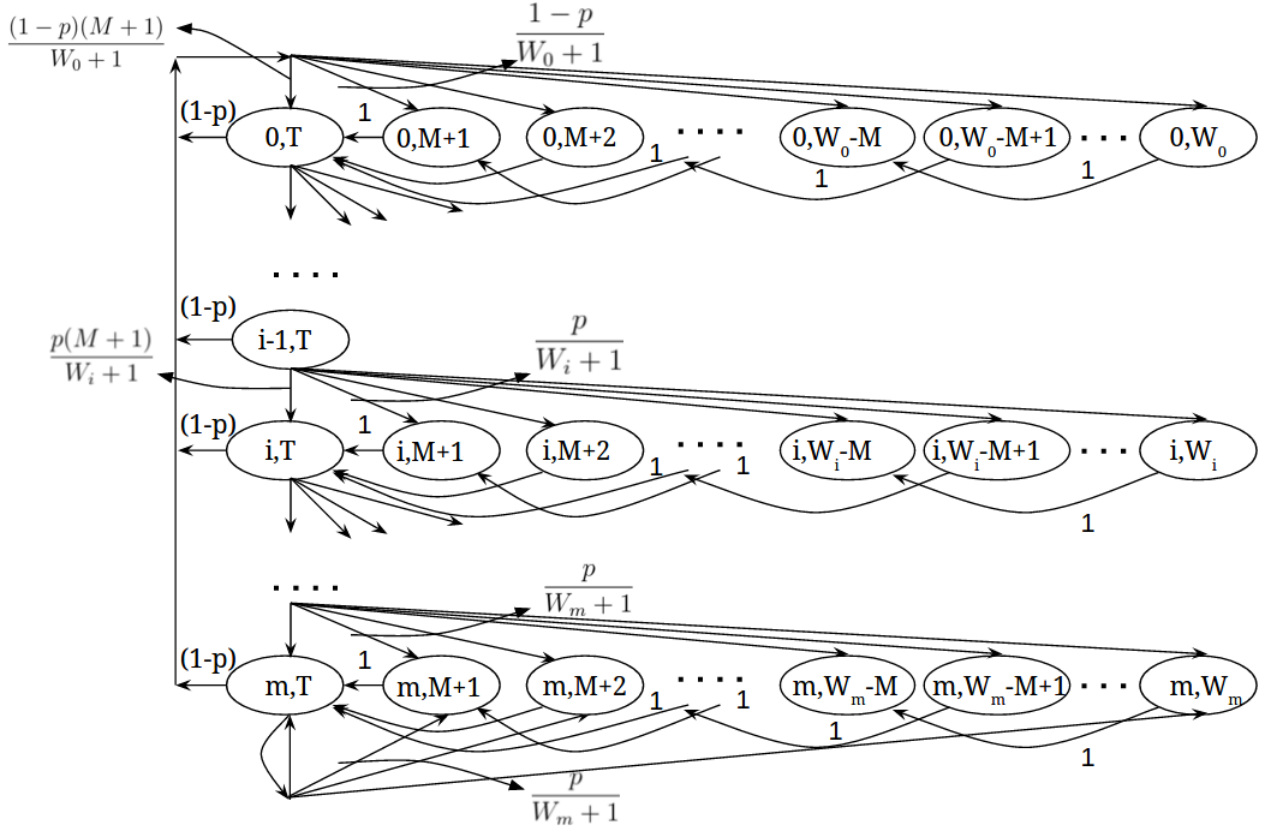 (1 − p)(M + 1)
W₀ + 1
1 − p
W₀ + 1
(1-p) 1
0,T 0,M+1 0,M+2 . . . . 0,W₀-M 0,W₀-M+1 . . . 0,W₀
1 1 1
. . . .
(1-p)
i-1,T
p(M + 1)
Wᵢ + 1
p
Wᵢ + 1
(1-p) 1
i,T i,M+1 i,M+2 . . . . i,Wᵢ-M i,Wᵢ-M+1 . . . i,Wᵢ
1 1 1
. . . .
p
Wₘ + 1
(1-p) 1
m,T m,M+1 m,M+2 . . . . m,Wₘ-M m,Wₘ-M+1 . . . m,Wₘ
1 1 1 1
p
Wₘ + 1